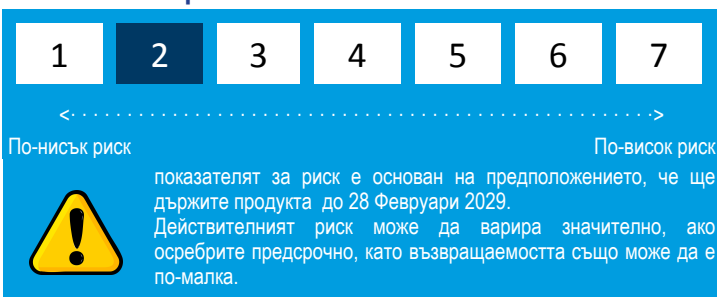 1 2 3 4 5 6 7
<· · · · · · · · · · · · · · · · · · · · · · · · · · · · · · · · · · · · · · · · · · · · · · · · · · · · · ·>
По-нисък риск По-висок риск
показателят за риск е основан на предположението, че ще
държите продукта до 28 Февруари 2029.
Действителният риск може да варира значително, ако
осребрите предсрочно, като възвращаемостта също може да е
по-малка.